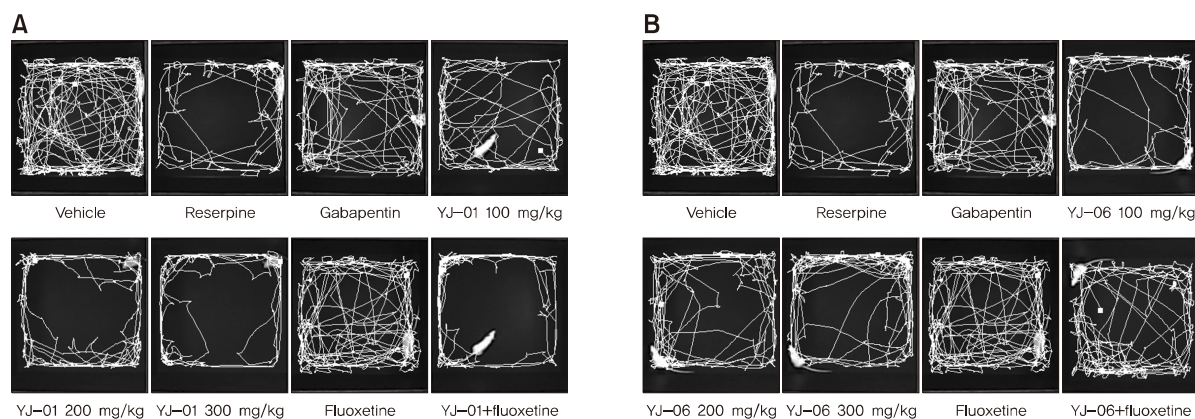 A
B
Vehicle Reserpine Gabapentin YJ-01 100 mg/kg
Vehicle Reserpine Gabapentin YJ-06 100 mg/kg
YJ-01 200 mg/kg YJ-01 300 mg/kg Fluoxetine YJ-01+fluoxetine
YJ-06 200 mg/kg YJ-06 300 mg/kg Fluoxetine YJ-06+fluoxetine